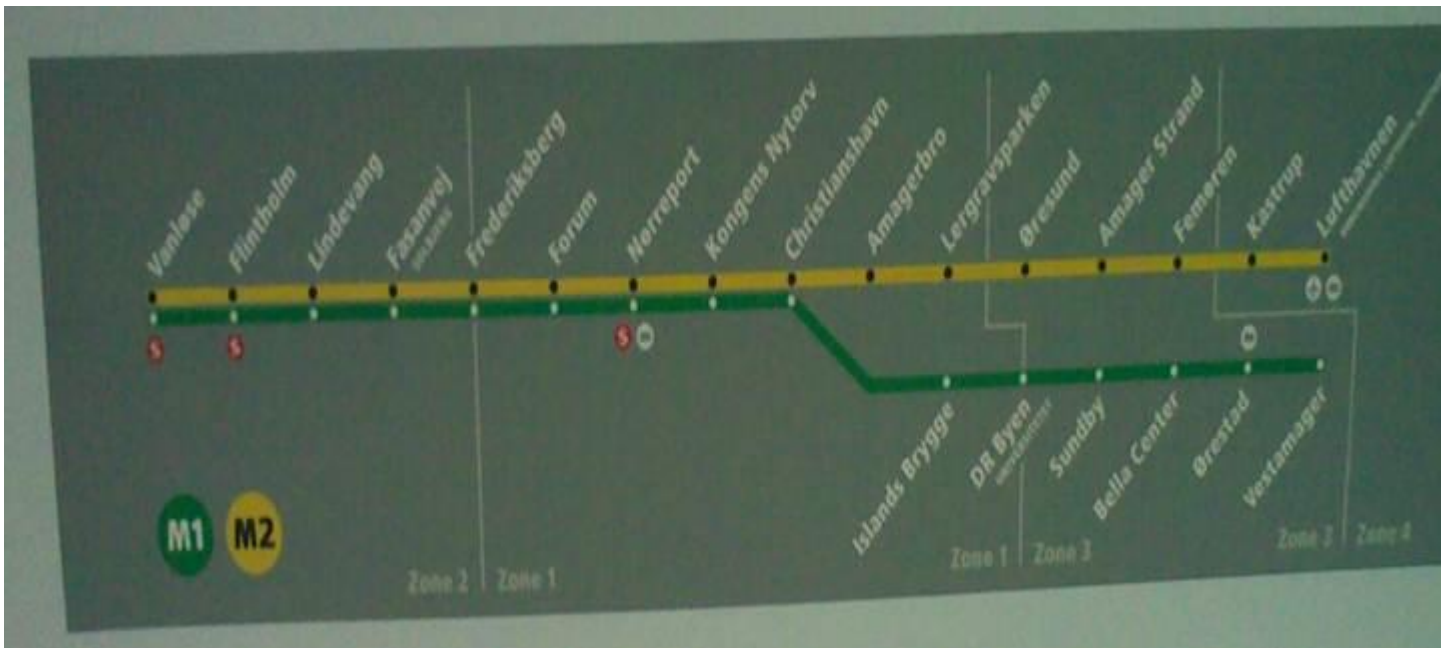 Vanløse
Flintholm
Lindevang
Fasanvej
Frederiksberg
Forum
Nørreport
Kongens Nytorv
Christianshavn
Amagerbro
Lergravsparken
Øresund
Amager Strand
Femøren
Kastrup
Lufthavnen
S
S
S
Islands Brygge
DR Byen
Sundby
Bella Center
Ørestad
Vestamager
M1 M2
Zone 2 Zone 1
Zone 1 Zone 3
Zone 3 Zone 4